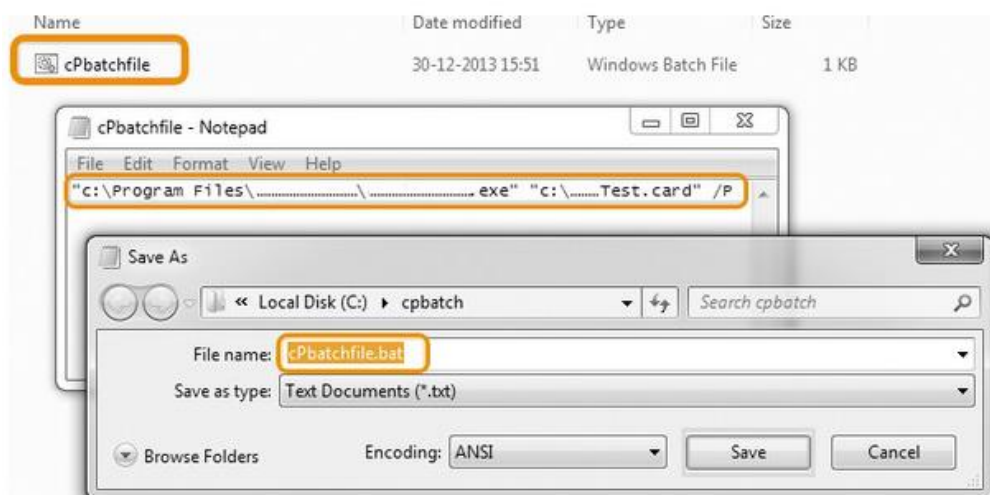 Name Date modified Type Size
cPbatchfile 30-12-2013 15:51 Windows Batch File 1 KB
cPbatchfile - Notepad
File Edit Format View Help
"c:\Program Files\..............................\...............................exe" "c:\........Test.card" /P
Save As
« Local Disk (C:) ▸ cpbatch Search cpbatch
File name: cPbatchfile.bat
Save as type: Text Documents (*.txt)
Browse Folders Encoding: ANSI Save Cancel